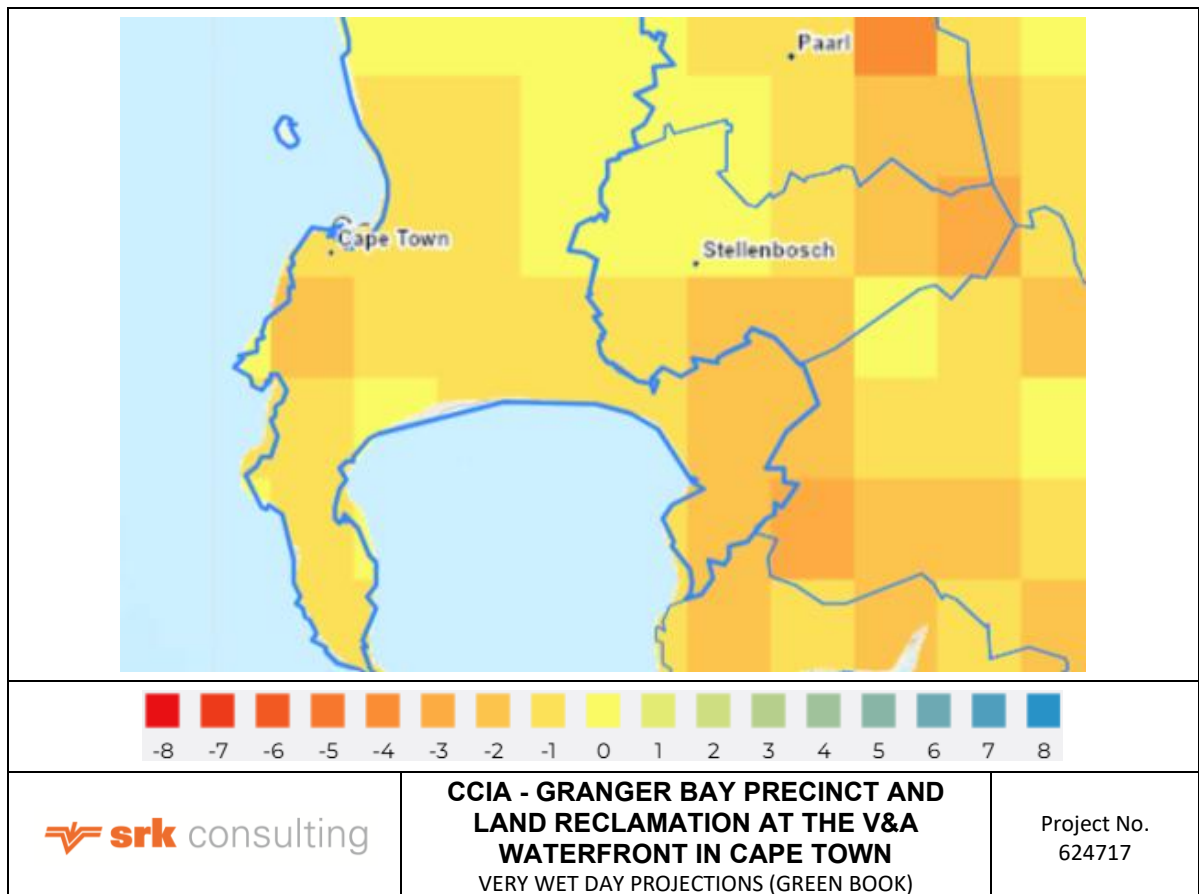 Paarl
Cape Town
Stellenbosch
-8 -7 -6 -5 -4 -3 -2 -1 0 1 2 3 4 5 6 7 8
srk consulting
CCIA - GRANGER BAY PRECINCT AND
LAND RECLAMATION AT THE V&A
WATERFRONT IN CAPE TOWN
VERY WET DAY PROJECTIONS (GREEN BOOK)
Project No.
624717